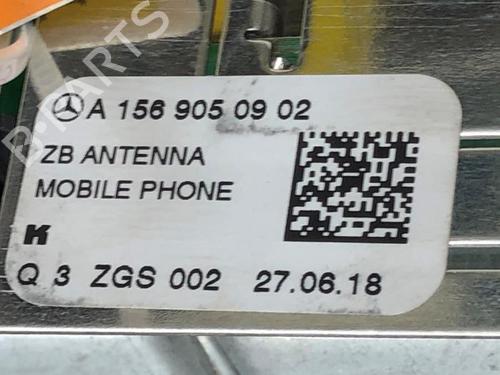 A 156 905 09 02
ZB ANTENNA
MOBILE PHONE
K
Q 3 ZGS 002 27.06.18
B-PARTS